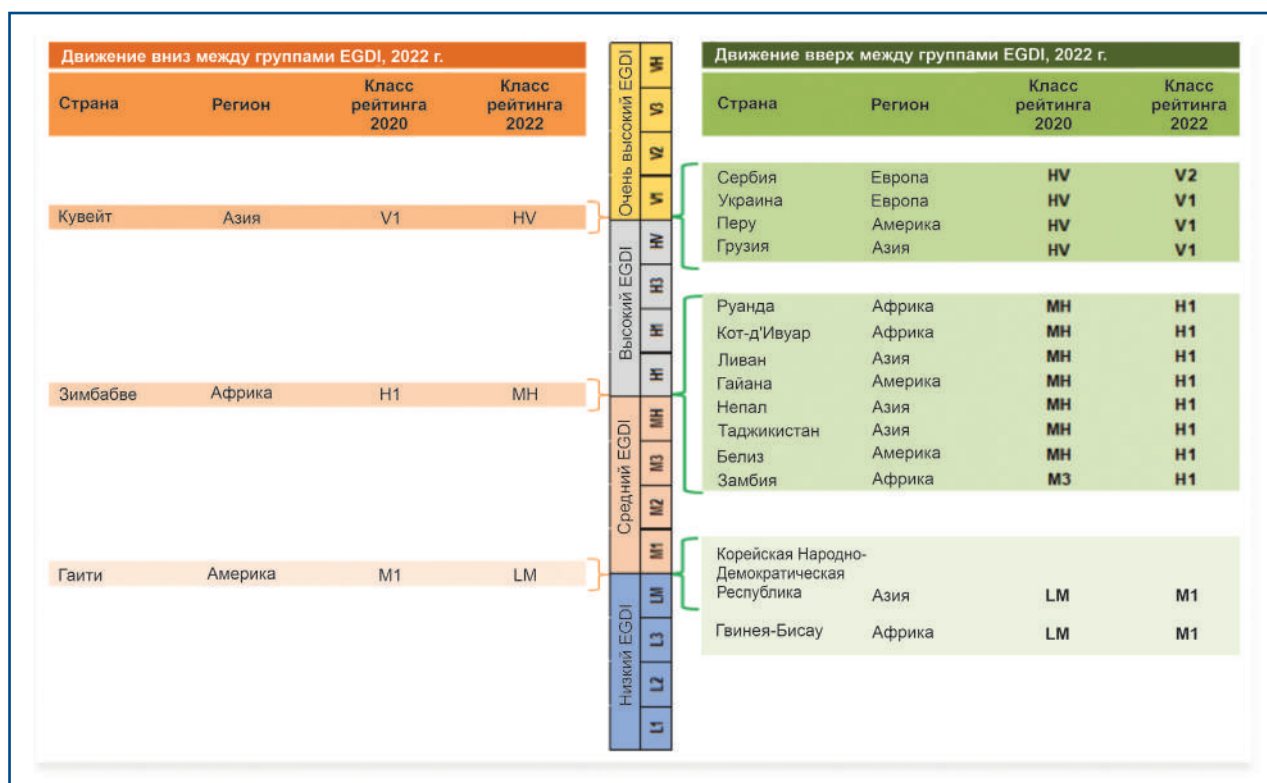 Движение вниз между группами EGDI, 2022 г.
Страна Регион Класс рейтинга 2020 Класс рейтинга 2022
Кувейт Азия V1 HV
Зимбабве Африка H1 MH
Гаити Америка M1 LM
Очень высокий EGDI
VH
V3
V2
V1
Высокий EGDI
HV
H3
H1
H1
Средний EGDI
MH
M3
M2
M1
Низкий EGDI
LM
L3
L2
L1
Движение вверх между группами EGDI, 2022 г.
Страна Регион Класс рейтинга 2020 Класс рейтинга 2022
Сербия Европа HV V2
Украина Европа HV V1
Перу Америка HV V1
Грузия Азия HV V1
Руанда Африка MH H1
Кот-д'Ивуар Африка MH H1
Ливан Азия MH H1
Гайана Америка MH H1
Непал Азия MH H1
Таджикистан Азия MH H1
Белиз Америка MH H1
Замбия Африка M3 H1
Корейская Народно-
Демократическая
Республика Азия LM M1
Гвинея-Бисау Африка LM M1